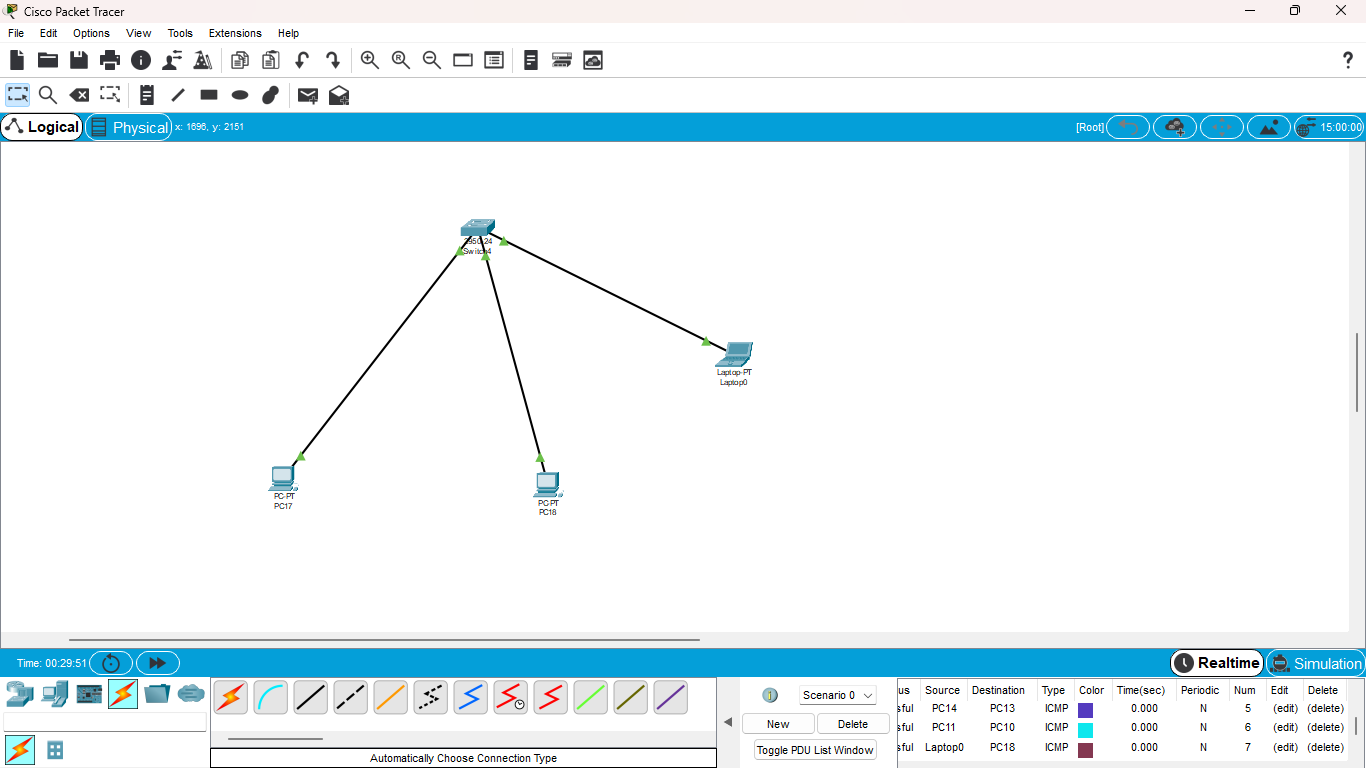 Cisco Packet Tracer
File Edit Options View Tools Extensions Help
Logical Physical x: 1696, y: 2151 [Root] 15:00:00
2950-24
Switch4
Laptop-PT
Laptop0
PC-PT
PC17
PC-PT
PC18
Time: 00:29:51 Realtime Simulation
Scenario 0
New Delete
Toggle PDU List Window
Automatically Choose Connection Type
us Source Destination Type Color Time(sec) Periodic Num Edit Delete
sful PC14 PC13 ICMP 0.000 N 5 (edit) (delete)
sful PC11 PC10 ICMP 0.000 N 6 (edit) (delete)
sful Laptop0 PC18 ICMP 0.000 N 7 (edit) (delete)